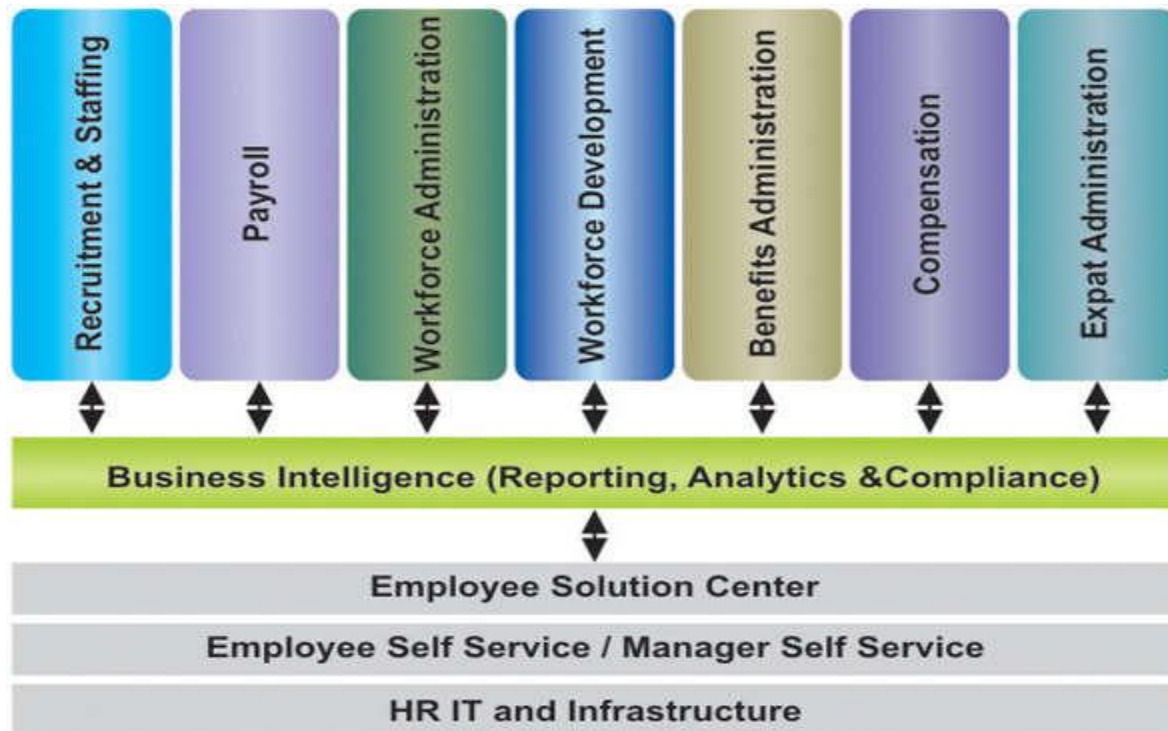 Recruitment & Staffing
Payroll
Workforce Administration
Workforce Development
Benefits Administration
Compensation
Expat Administration
Business Intelligence (Reporting, Analytics &Compliance)
Employee Solution Center
Employee Self Service / Manager Self Service
HR IT and Infrastructure